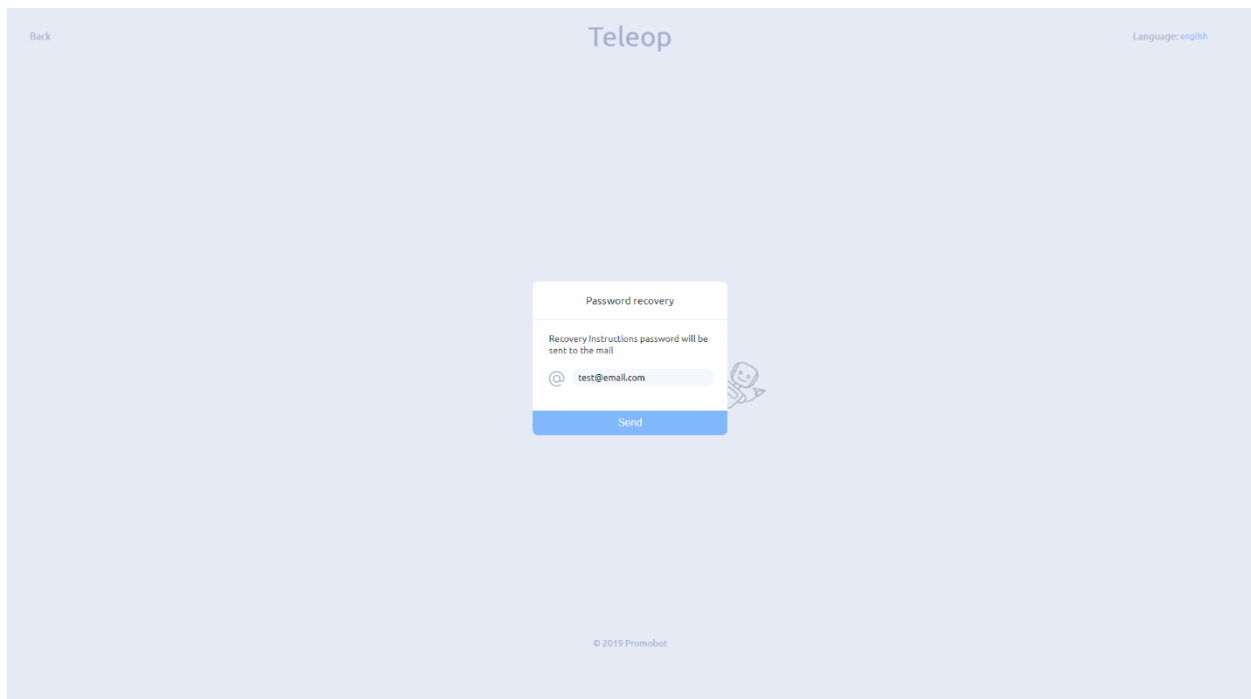 Back
Teleop
Language: english
Password recovery
Recovery Instructions password will be
sent to the mail
@ test@email.com
Send
© 2019 Promobot